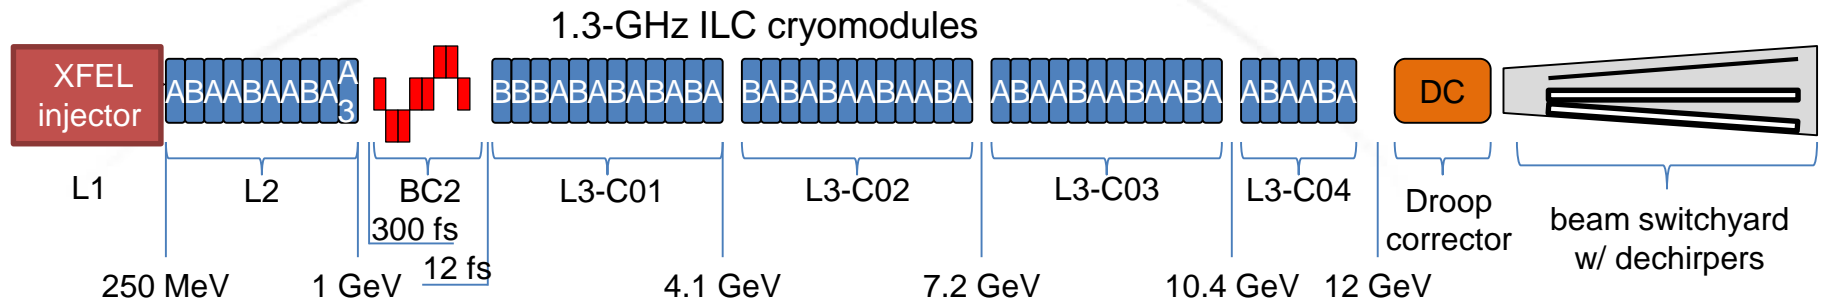 1.3-GHz ILC cryomodules
XFEL
injector
ABAABAABA
A
3
BBBABABABABA
BABABAABAABA
ABAABAABAABA
ABAABA
DC
L1
L2
BC2
L3-C01
L3-C02
L3-C03
L3-C04
Droop
corrector
beam switchyard
w/ dechirpers
300 fs
12 fs
250 MeV
1 GeV
4.1 GeV
7.2 GeV
10.4 GeV
12 GeV